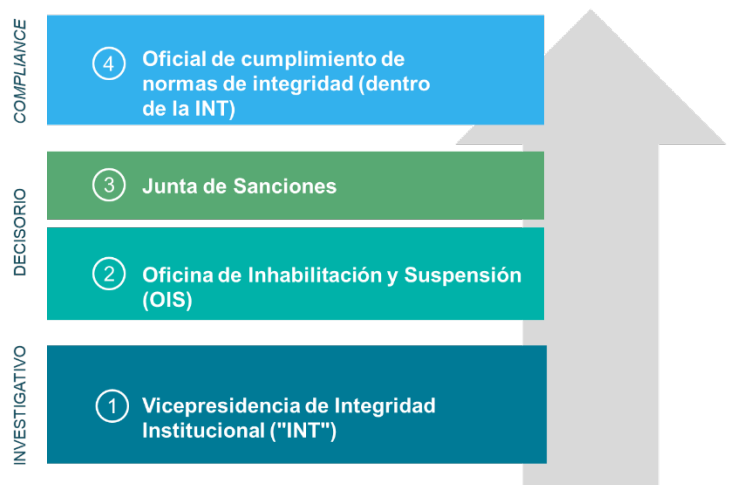 COMPLIANCE
4
Oficial de cumplimiento de
normas de integridad (dentro
de la INT)
DECISORIO
3
Junta de Sanciones
2
Oficina de Inhabilitación y Suspensión
(OIS)
INVESTIGATIVO
1
Vicepresidencia de Integridad
Institucional ("INT")